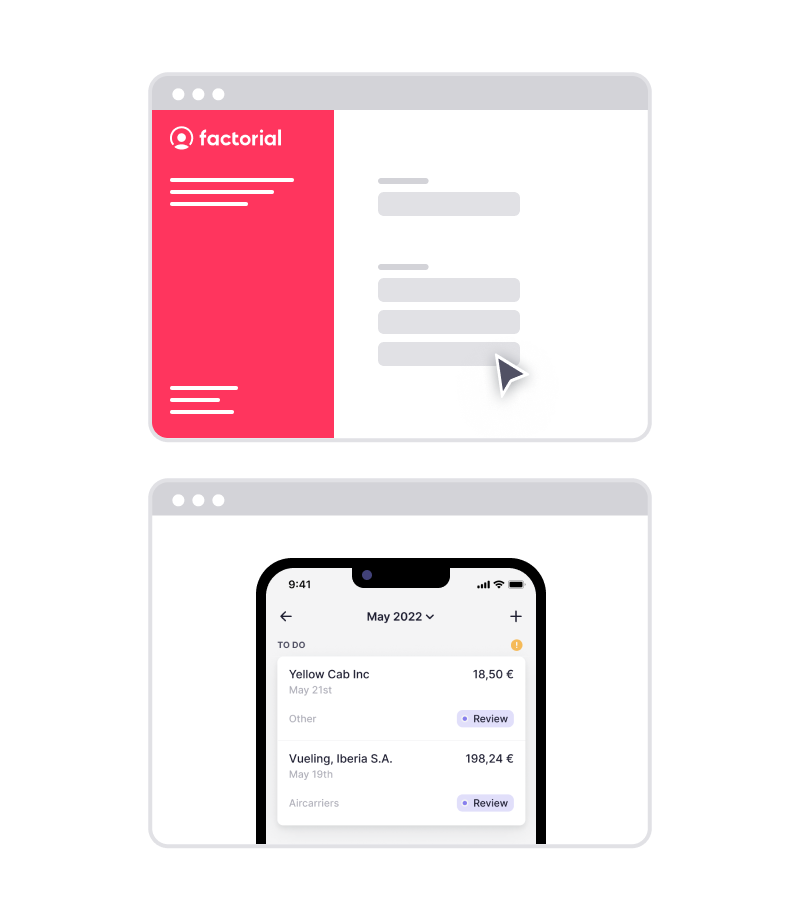 factorial
9:41
May 2022
TO DO
Yellow Cab Inc 18,50 €
May 21st
Other Review
Vueling, Iberia S.A. 198,24 €
May 19th
Aircarriers Review